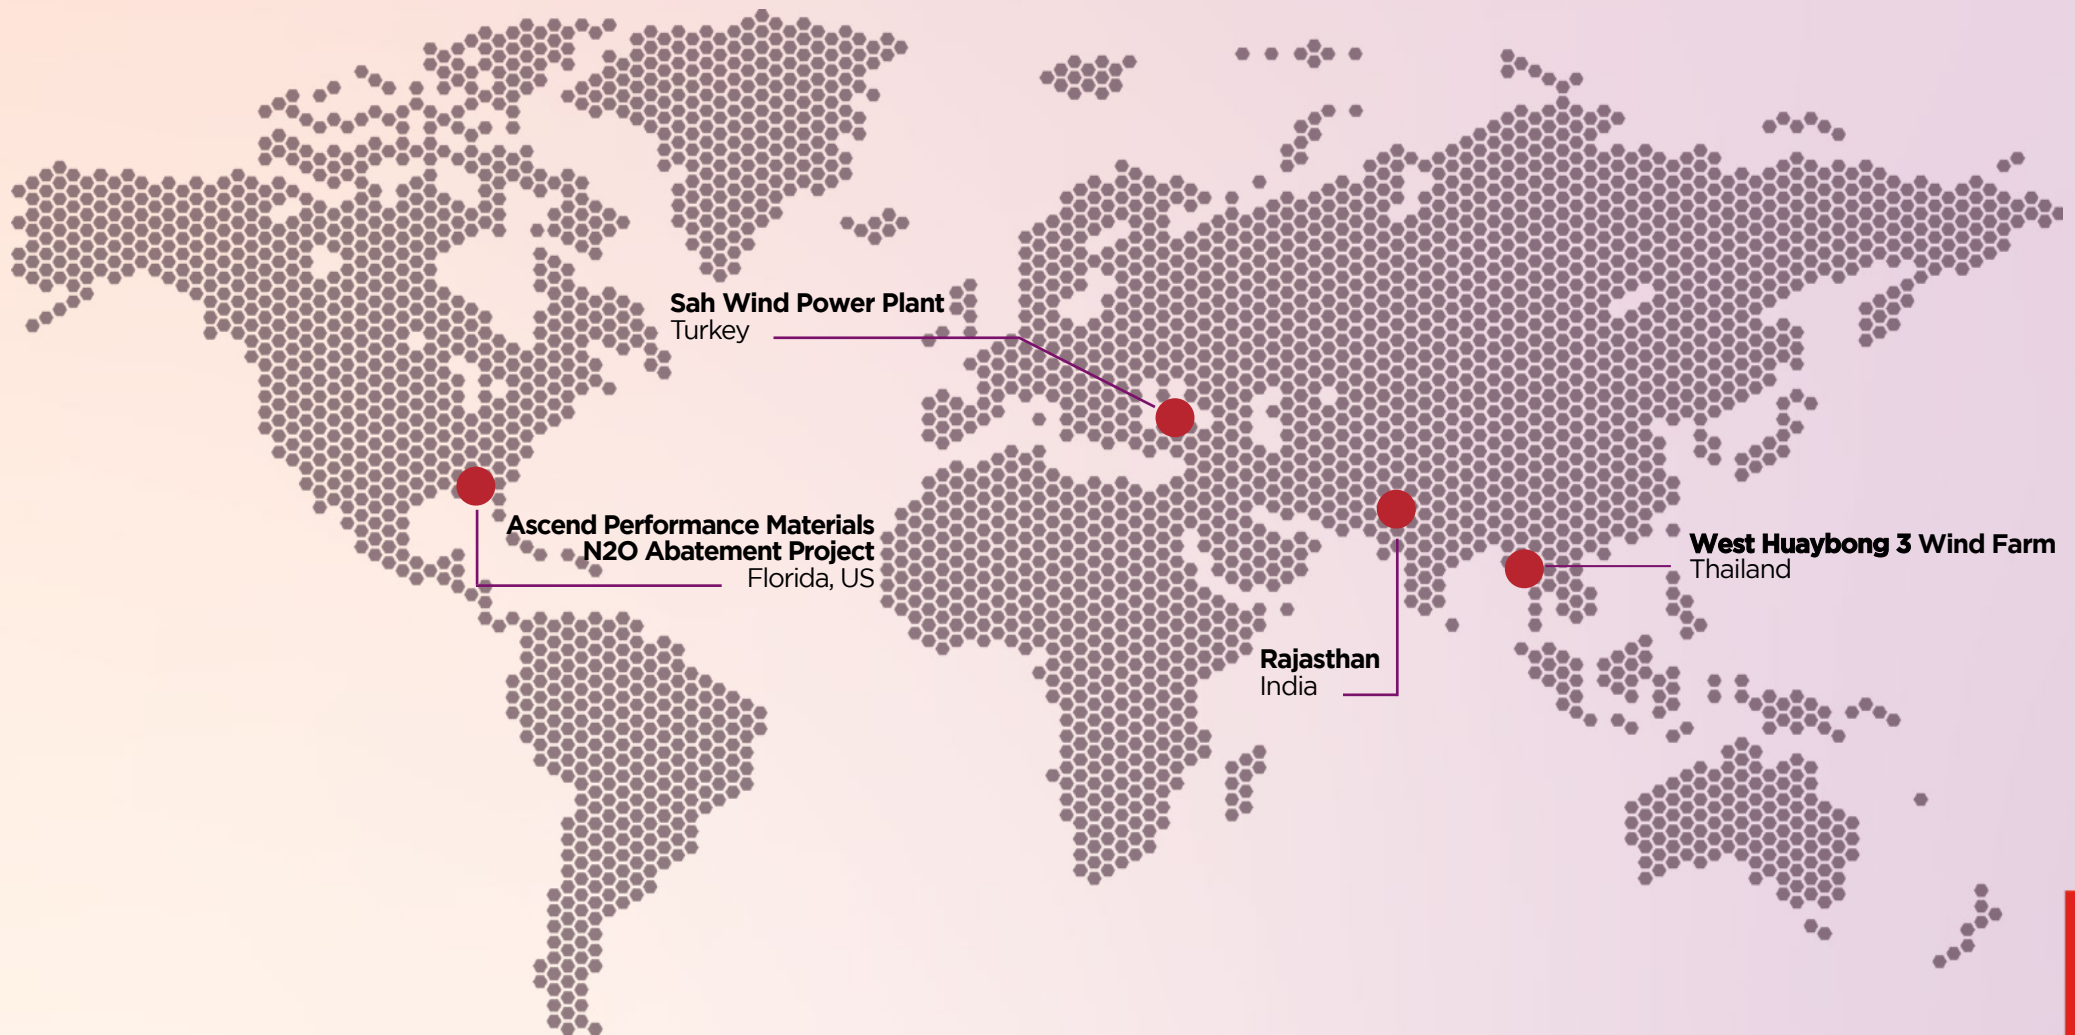 Sah Wind Power Plant
Turkey
Ascend Performance Materials
N2O Abatement Project
Florida, US
West Huaybong 3 Wind Farm
Thailand
Rajasthan
India